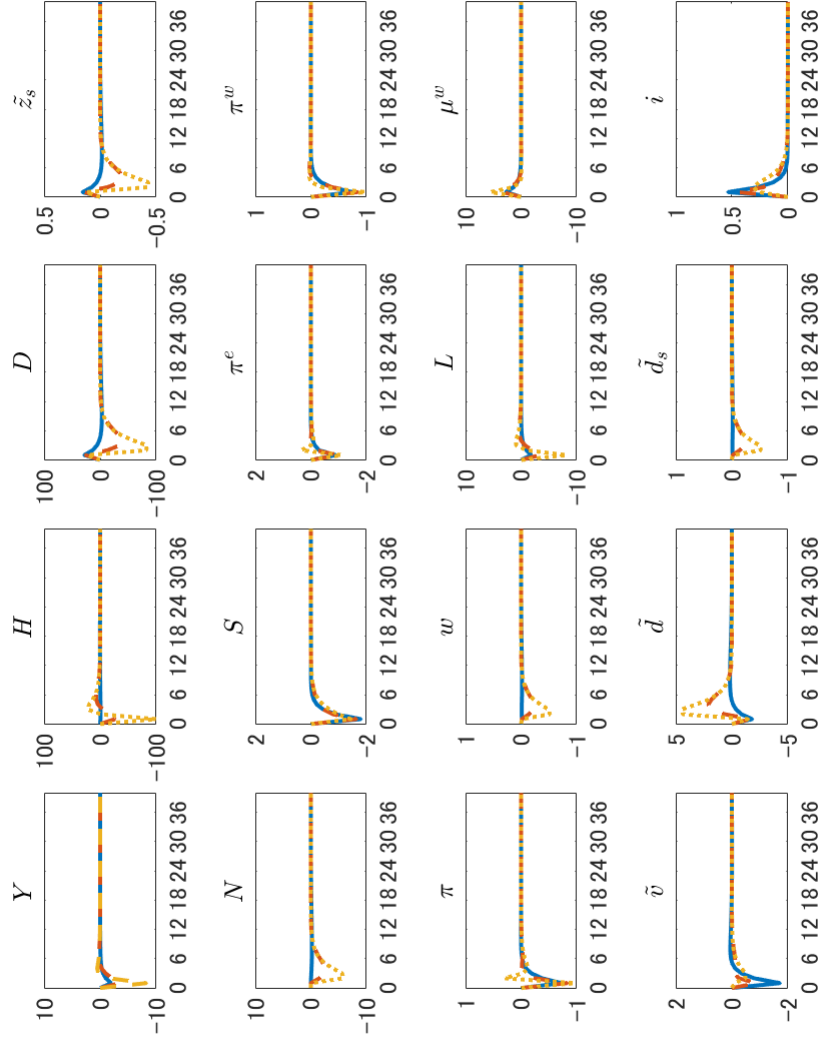 Y H D z̃_s
10 100 100 0.5
0 0 0 0
−10 −100 −100 −0.5
0 6 12 18 24 30 36 0 6 12 18 24 30 36 0 6 12 18 24 30 36 0 6 12 18 24 30 36
N S π^e π^w
10 2 2 1
0 0 0 0
−10 −2 −2 −1
0 6 12 18 24 30 36 0 6 12 18 24 30 36 0 6 12 18 24 30 36 0 6 12 18 24 30 36
π w L μ^w
1 1 10 10
0 0 0 0
−1 −1 −10 −10
0 6 12 18 24 30 36 0 6 12 18 24 30 36 0 6 12 18 24 30 36 0 6 12 18 24 30 36
ṽ d̃ d̃_s i
2 5 1 1
0 0 0 0.5
−2 −5 −1 0
0 6 12 18 24 30 36 0 6 12 18 24 30 36 0 6 12 18 24 30 36 0 6 12 18 24 30 36